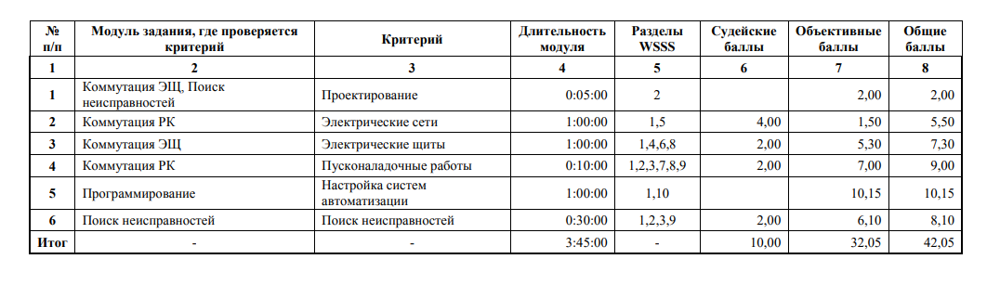 № п/п | Модуль задания, где проверяется критерий | Критерий | Длительность модуля | Разделы WSSS | Судейские баллы | Объективные баллы | Общие баллы
1 | 2 | 3 | 4 | 5 | 6 | 7 | 8
1 | Коммутация ЭЩ, Поиск неисправностей | Проектирование | 0:05:00 | 2 | | 2,00 | 2,00
2 | Коммутация РК | Электрические сети | 1:00:00 | 1,5 | 4,00 | 1,50 | 5,50
3 | Коммутация ЭЩ | Электрические щиты | 1:00:00 | 1,4,6,8 | 2,00 | 5,30 | 7,30
4 | Коммутация РК | Пусконаладочные работы | 0:10:00 | 1,2,3,7,8,9 | 2,00 | 7,00 | 9,00
5 | Программирование | Настройка систем автоматизации | 1:00:00 | 1,10 | | 10,15 | 10,15
6 | Поиск неисправностей | Поиск неисправностей | 0:30:00 | 1,2,3,9 | 2,00 | 6,10 | 8,10
Итог | - | - | 3:45:00 | - | 10,00 | 32,05 | 42,05